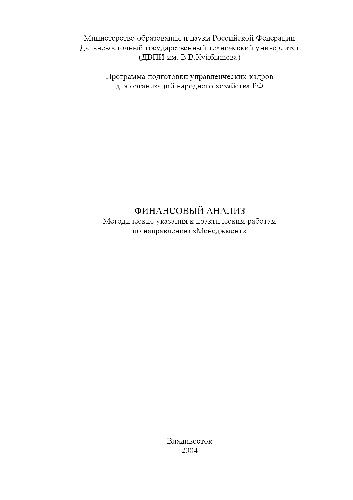 Министерство образования и науки Российской Федерации
Дальневосточный государственный технический университет
(ДВПИ им. В.В.Куйбышева)
Программа подготовки управленческих кадров
для организаций народного хозяйства РФ
ФИНАНСОВЫЙ АНАЛИЗ
Методические указания к практическим работам
по направлению «Менеджмент»
Владивосток
2004